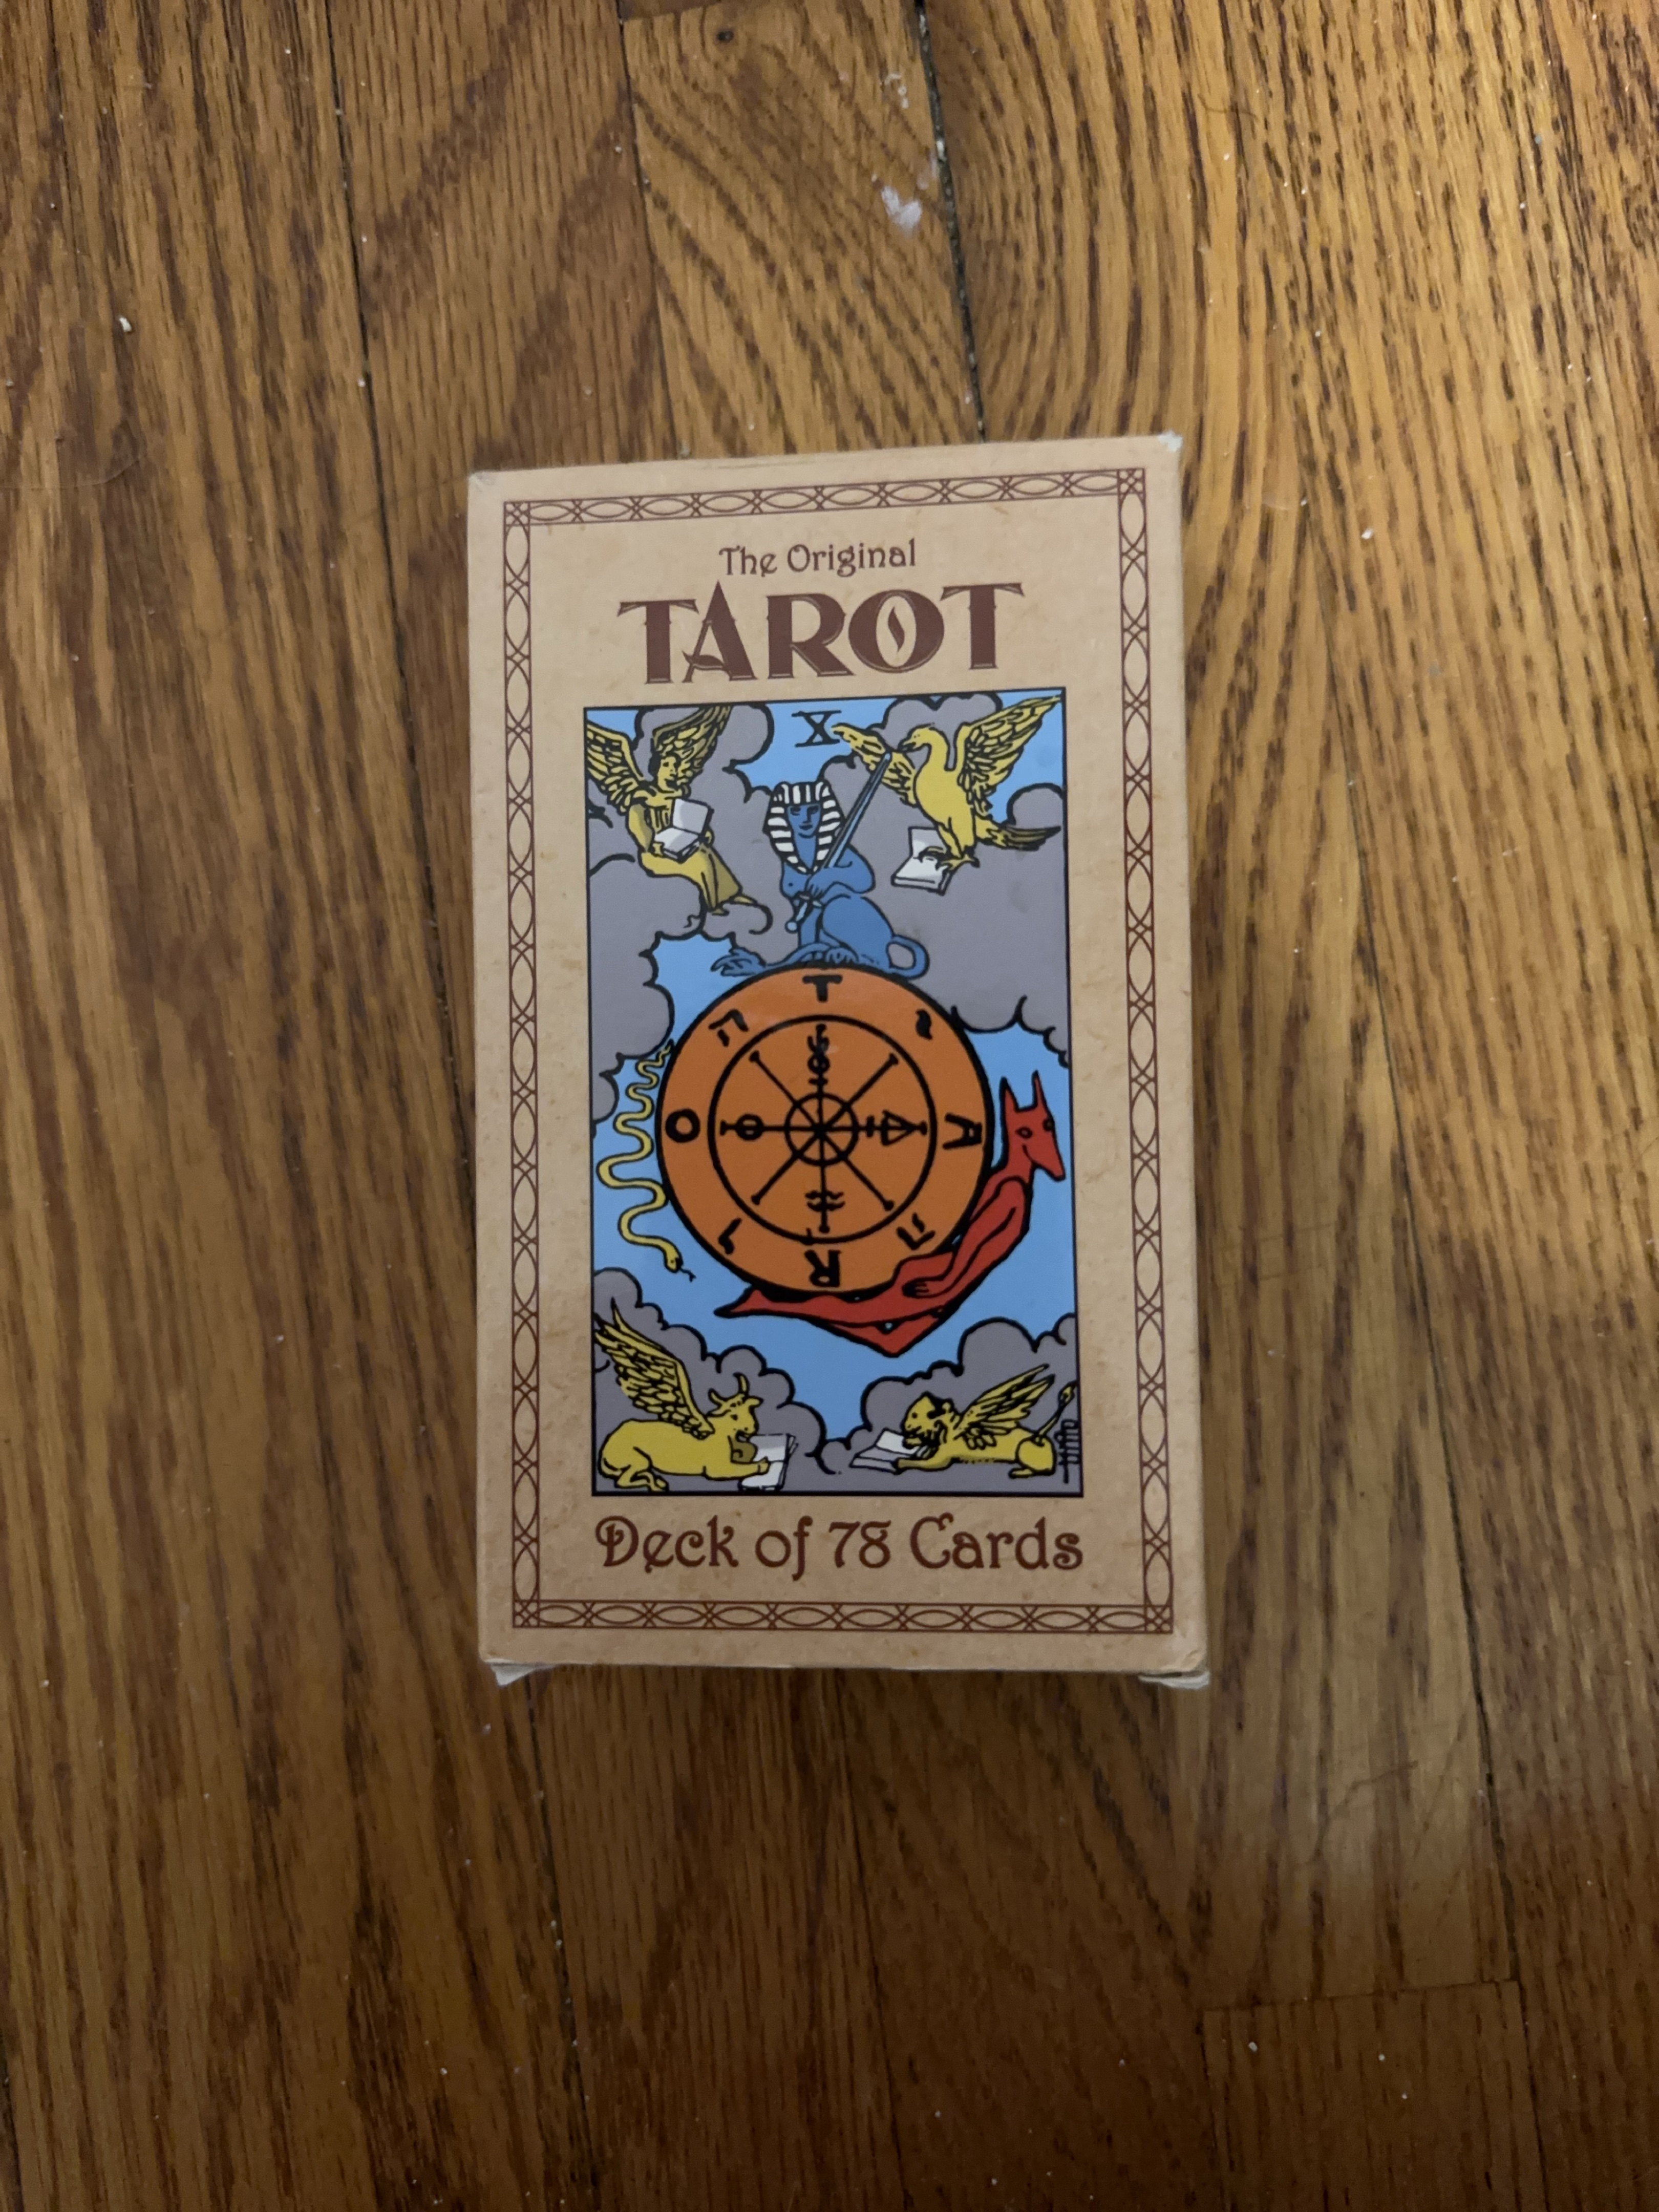 The Original
TAROT
X
T
ה י
O A
ו ה
R
Deck of 78 Cards